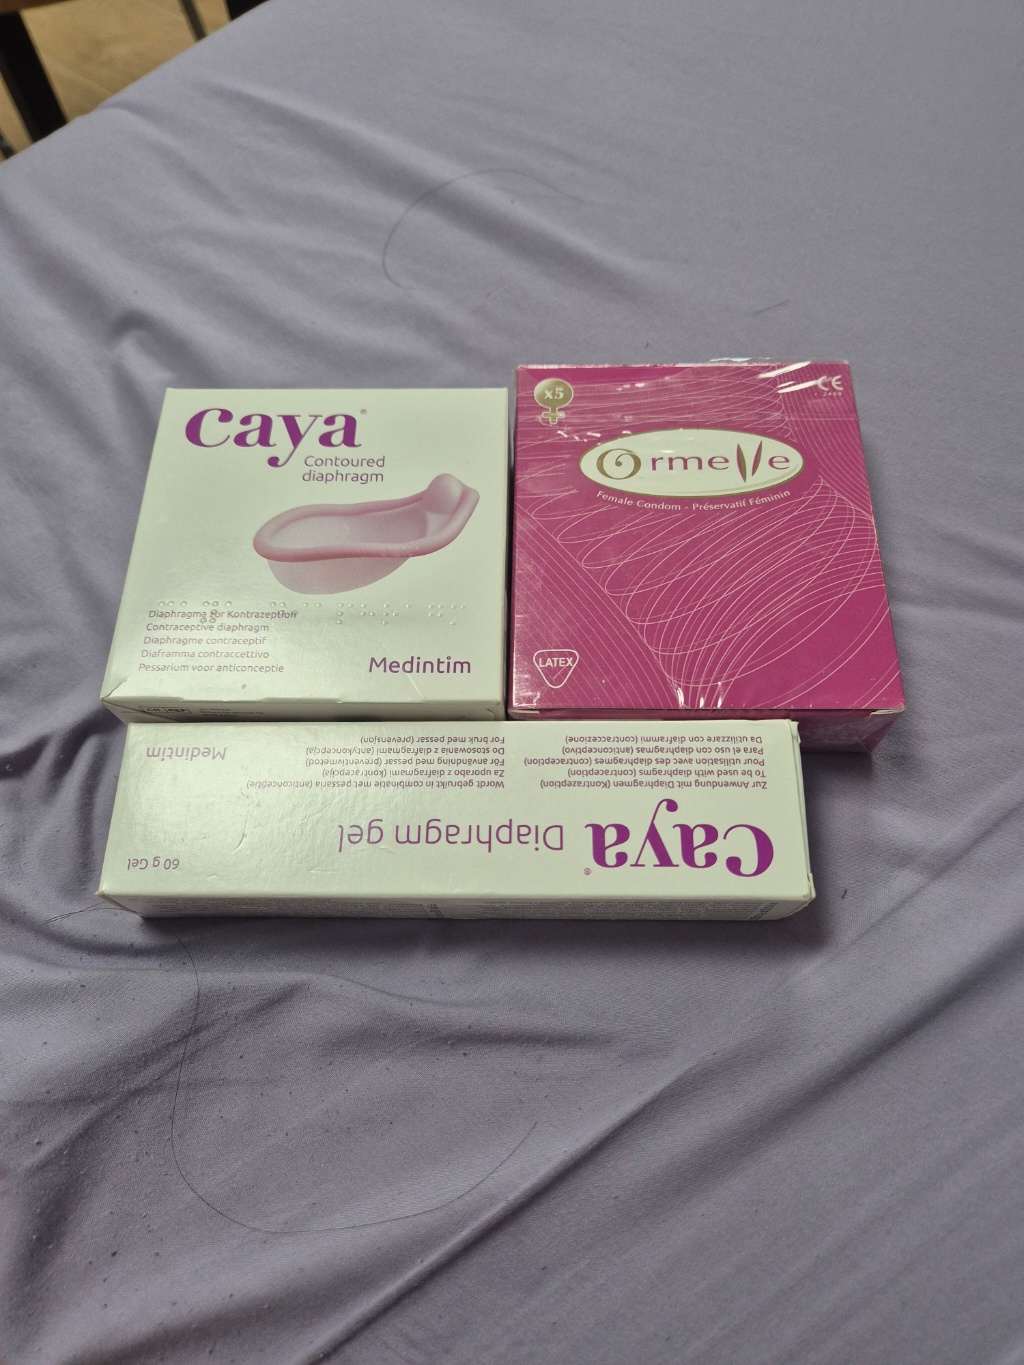 caya®
Contoured
diaphragm
Diaphragma zur Kontrazeption
Contraceptive diaphragm
Diaphragme contraceptif
Diaframma contraccettivo
Pessarium voor anticonceptie
Medintim
x5
CE
Ormelle
Female Condom - Préservatif Féminin
LATEX
caya® Diaphragm gel
60 g Gel
Zur Anwendung mit Diaphragmen (Kontrazeption)
To be used with diaphragms (contraception)
Pour utilisation avec des diaphragmes (contraception)
Para el uso con diafragmas (anticonceptivo)
Da utilizzare con diaframmi (contraccezione)
Wordt gebruikt in combinatie met pessaria (anticonceptie)
Za uporabo z diafragmo (kontracepcija)
För användning med pessar (preventivmetod)
Do stosowania z diafragmami (antykoncepcja)
For bruk med pessar (prevensjon)
Medintim